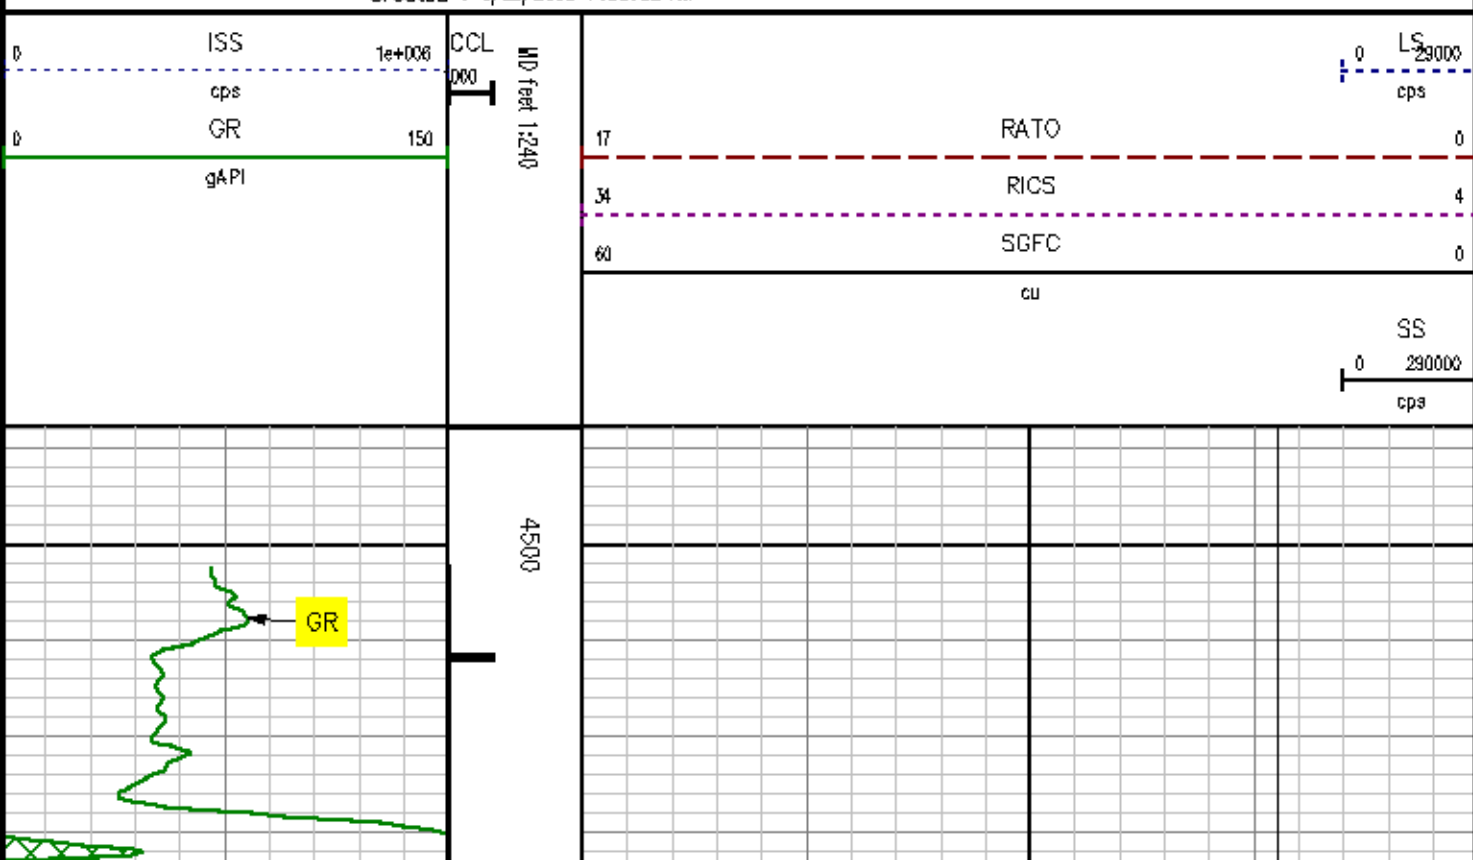 ISS
0 1e+006
cps
GR
0 150
gAPI
CCL
000
MD feet 1:240
LS
0 29000
cps
RATO
17 0
RICS
34 4
SGFC
60 0
cu
SS
0 290000
cps
4500
GR